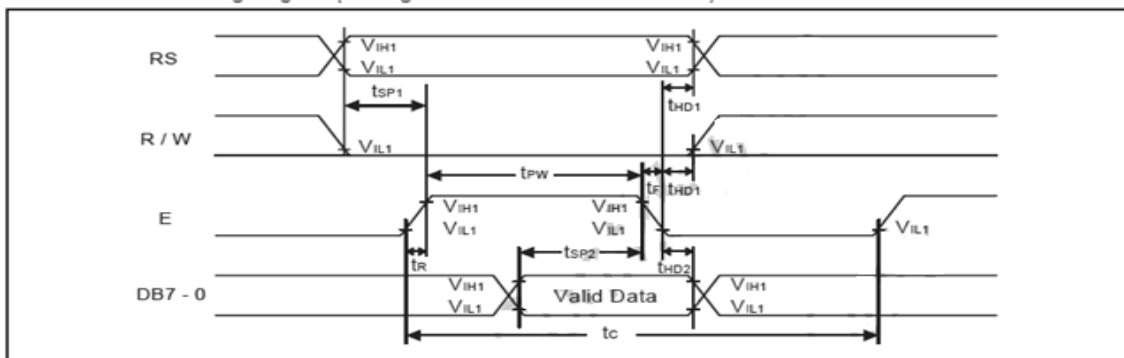 RS VIH1 VIH1
VIL1 VIL1
tSP1 tHD1
R / W VIL1 VIL1
tPW tF tHD1
E VIH1 VIH1
VIL1 VIL1 VIL1
tR tSP2 tHD2
DB7 - 0 VIH1 Valid Data VIH1
VIL1 VIL1
tC